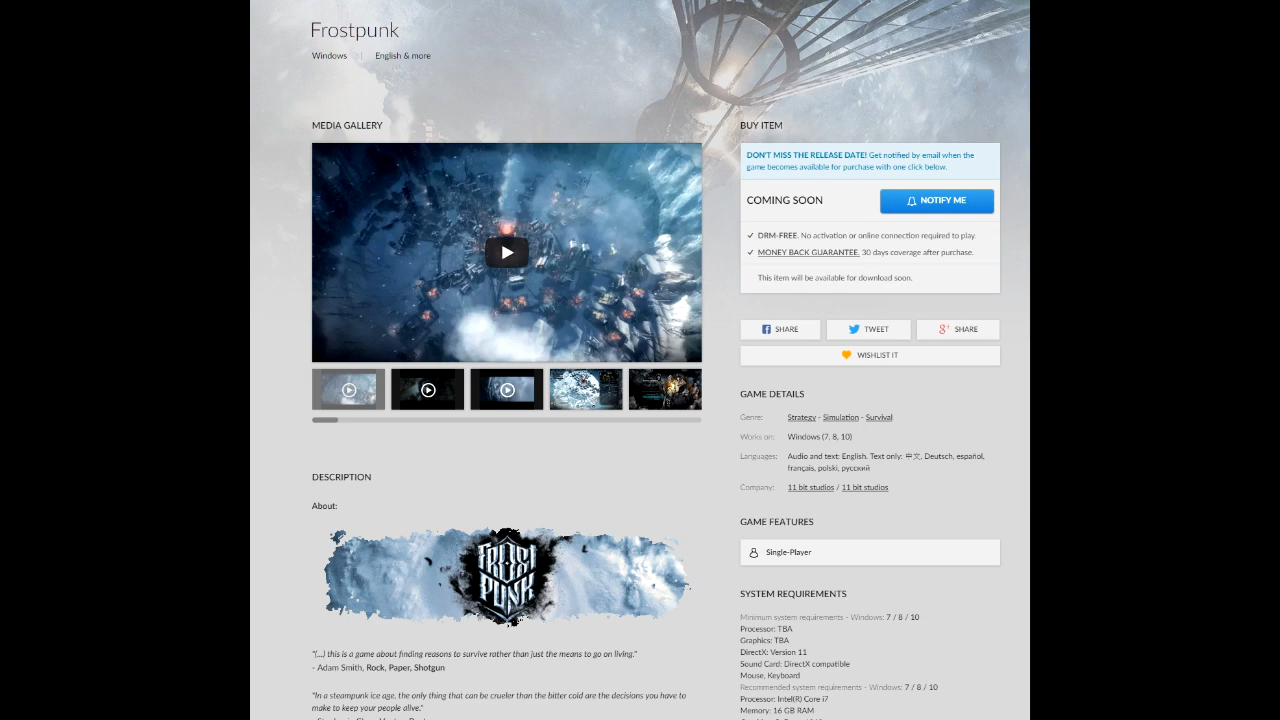 Frostpunk
Windows | English & more
MEDIA GALLERY
DESCRIPTION
About:
FROST
PUNK
"(...) this is a game about finding reasons to survive rather than just the means to go on living."
- Adam Smith, Rock, Paper, Shotgun
"In a steampunk ice age, the only thing that can be crueler than the bitter cold are the decisions you have to
make to keep your people alive."
BUY ITEM
DON'T MISS THE RELEASE DATE! Get notified by email when the
game becomes available for purchase with one click below.
COMING SOON
NOTIFY ME
DRM-FREE. No activation or online connection required to play.
MONEY BACK GUARANTEE. 30 days coverage after purchase.
This item will be available for download soon.
SHARE
TWEET
g+ SHARE
WISHLIST IT
GAME DETAILS
Genre: Strategy - Simulation - Survival
Works on: Windows (7, 8, 10)
Languages: Audio and text: English. Text only: 中文, Deutsch, español,
français, polski, русский
Company: 11 bit studios / 11 bit studios
GAME FEATURES
Single-Player
SYSTEM REQUIREMENTS
Minimum system requirements - Windows: 7 / 8 / 10
Processor: TBA
Graphics: TBA
DirectX: Version 11
Sound Card: DirectX compatible
Mouse, Keyboard
Recommended system requirements - Windows: 7 / 8 / 10
Processor: Intel(R) Core i7
Memory: 16 GB RAM